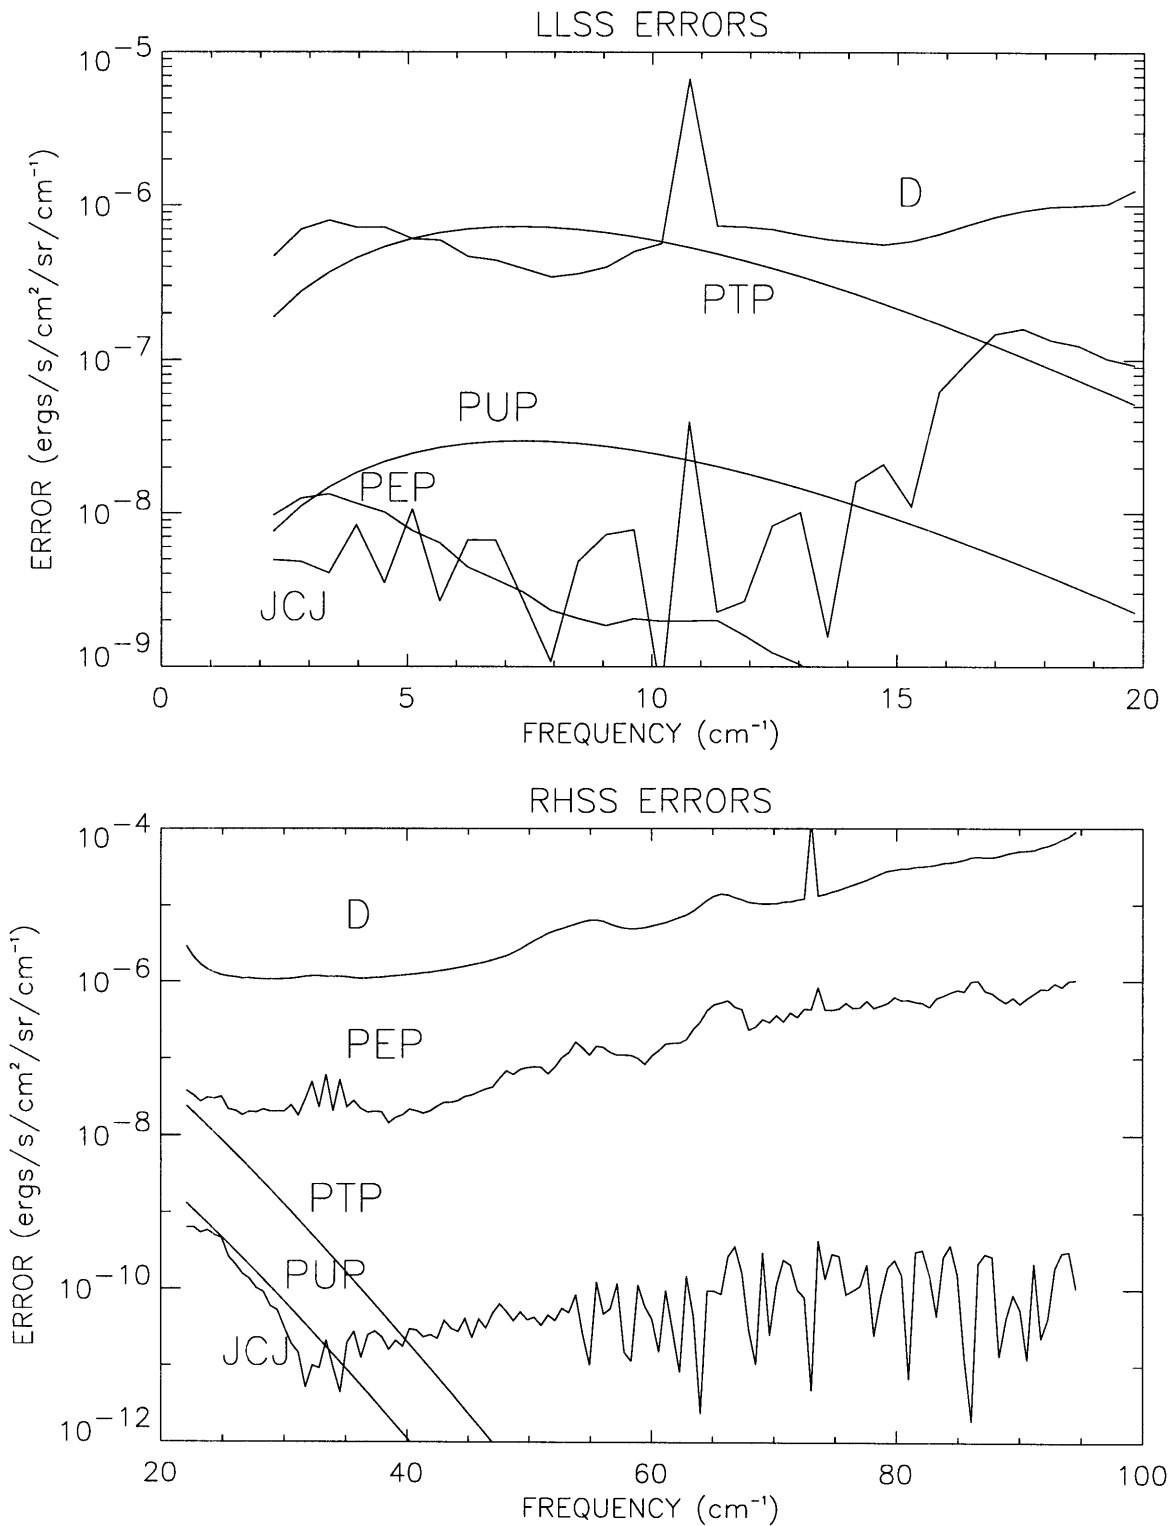 LLSS ERRORS
10⁻⁵
10⁻⁶
10⁻⁷
10⁻⁸
10⁻⁹
ERROR (ergs/s/cm²/sr/cm⁻¹)
D
PTP
PUP
PEP
JCJ
0 5 10 15 20
FREQUENCY (cm⁻¹)
RHSS ERRORS
10⁻⁴
10⁻⁶
10⁻⁸
10⁻¹⁰
10⁻¹²
ERROR (ergs/s/cm²/sr/cm⁻¹)
D
PEP
PTP
PUP
JCJ
20 40 60 80 100
FREQUENCY (cm⁻¹)